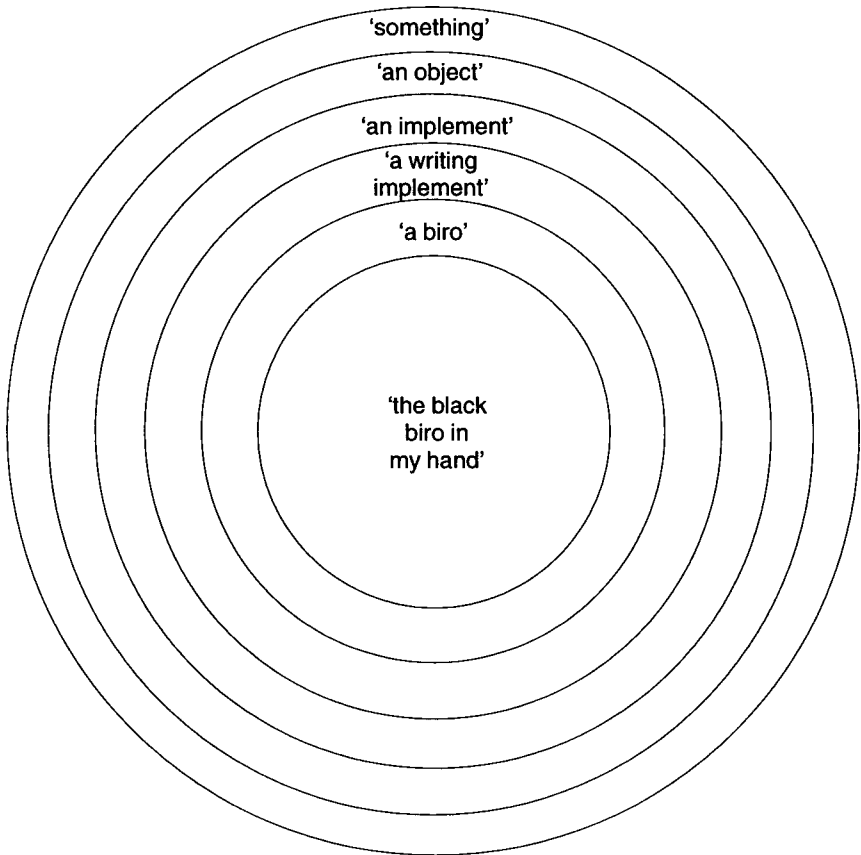 ‘something’
‘an object’
‘an implement’
‘a writing
implement’
‘a biro’
‘the black
biro in
my hand’